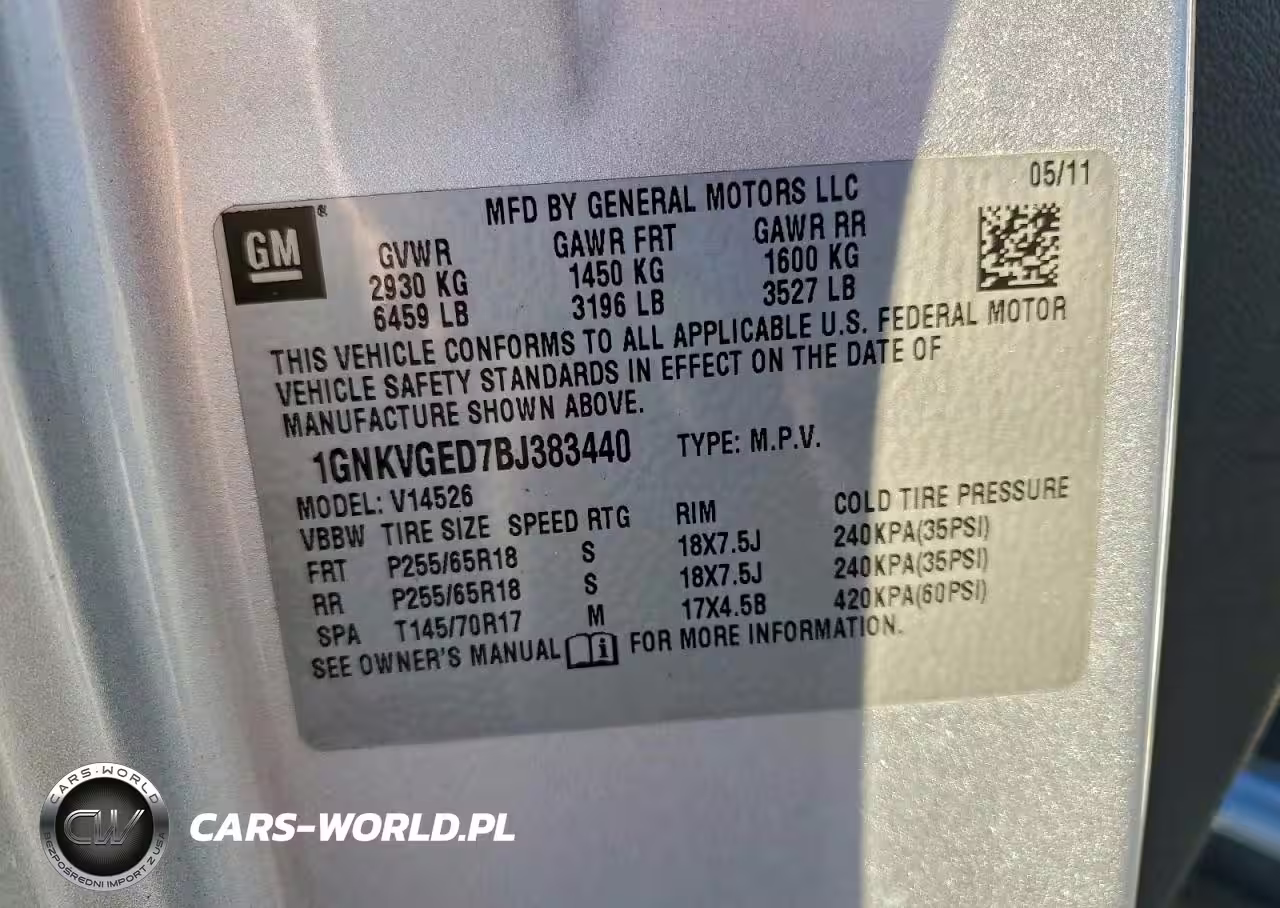 05/11
MFD BY GENERAL MOTORS LLC
GM®
GVWR GAWR FRT GAWR RR
2930 KG 1450 KG 1600 KG
6459 LB 3196 LB 3527 LB
THIS VEHICLE CONFORMS TO ALL APPLICABLE U.S. FEDERAL MOTOR
VEHICLE SAFETY STANDARDS IN EFFECT ON THE DATE OF
MANUFACTURE SHOWN ABOVE.
1GNKVGED7BJ383440 TYPE: M.P.V.
MODEL: V14526
VBBW TIRE SIZE SPEED RTG RIM COLD TIRE PRESSURE
FRT P255/65R18 S 18X7.5J 240KPA(35PSI)
RR P255/65R18 S 18X7.5J 240KPA(35PSI)
SPA T145/70R17 M 17X4.5B 420KPA(60PSI)
SEE OWNER'S MANUAL FOR MORE INFORMATION.
CARS-WORLD
CW
BEZPOŚREDNI IMPORT Z USA
CARS-WORLD.PL